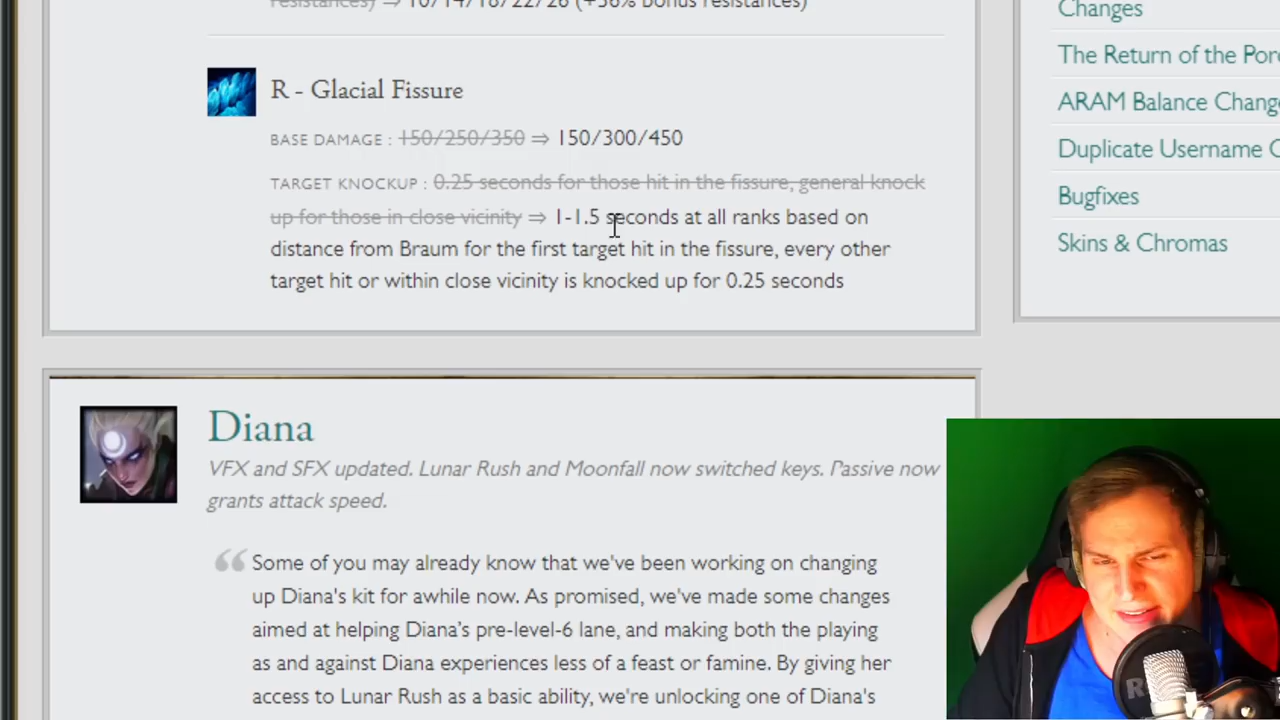 resistances) ⇒ 10/14/18/22/26 (+36% bonus resistances)
R - Glacial Fissure
BASE DAMAGE : 150/250/350 ⇒ 150/300/450
TARGET KNOCKUP : 0.25 seconds for those hit in the fissure, general knock
up for those in close vicinity ⇒ 1-1.5 seconds at all ranks based on
distance from Braum for the first target hit in the fissure, every other
target hit or within close vicinity is knocked up for 0.25 seconds
Diana
VFX and SFX updated. Lunar Rush and Moonfall now switched keys. Passive now
grants attack speed.
Some of you may already know that we've been working on changing
up Diana's kit for awhile now. As promised, we've made some changes
aimed at helping Diana's pre-level-6 lane, and making both the playing
as and against Diana experiences less of a feast or famine. By giving her
access to Lunar Rush as a basic ability, we're unlocking one of Diana's
Changes
The Return of the Poro
ARAM Balance Change
Duplicate Username C
Bugfixes
Skins & Chromas